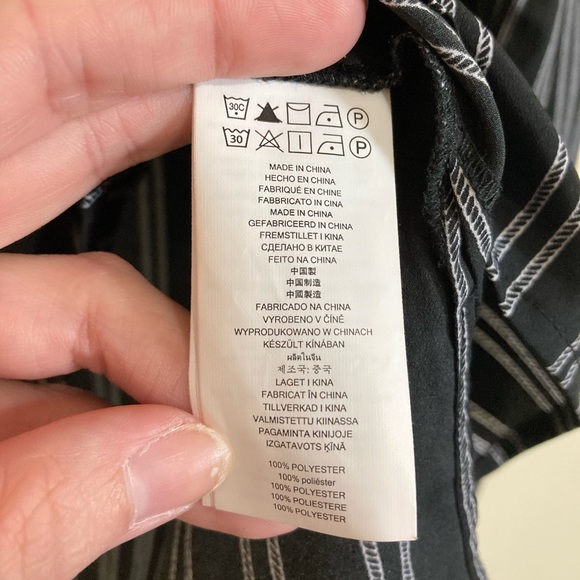 30C P
30 P
MADE IN CHINA
HECHO EN CHINA
FABRIQUÉ EN CHINE
FABBRICATO IN CINA
MADE IN CHINA
GEFABRICEERD IN CHINA
FREMSTILLET I KINA
СДЕЛАНО В КИТАЕ
FEITO NA CHINA
中国製
中国制造
中國製造
FABRICADO NA CHINA
VYROBENO V ČÍNĚ
WYPRODUKOWANO W CHINACH
KÉSZÜLT KÍNÁBAN
ผลิตในจีน
제조국: 중국
LAGET I KINA
FABRICAT ÎN CHINA
TILLVERKAD I KINA
VALMISTETTU KIINASSA
PAGAMINTA KINIJOJE
IZGATAVOTS ĶĪNĀ
100% POLYESTER
100% poliéster
100% POLYESTER
100% POLIESTERE
100% POLYESTER